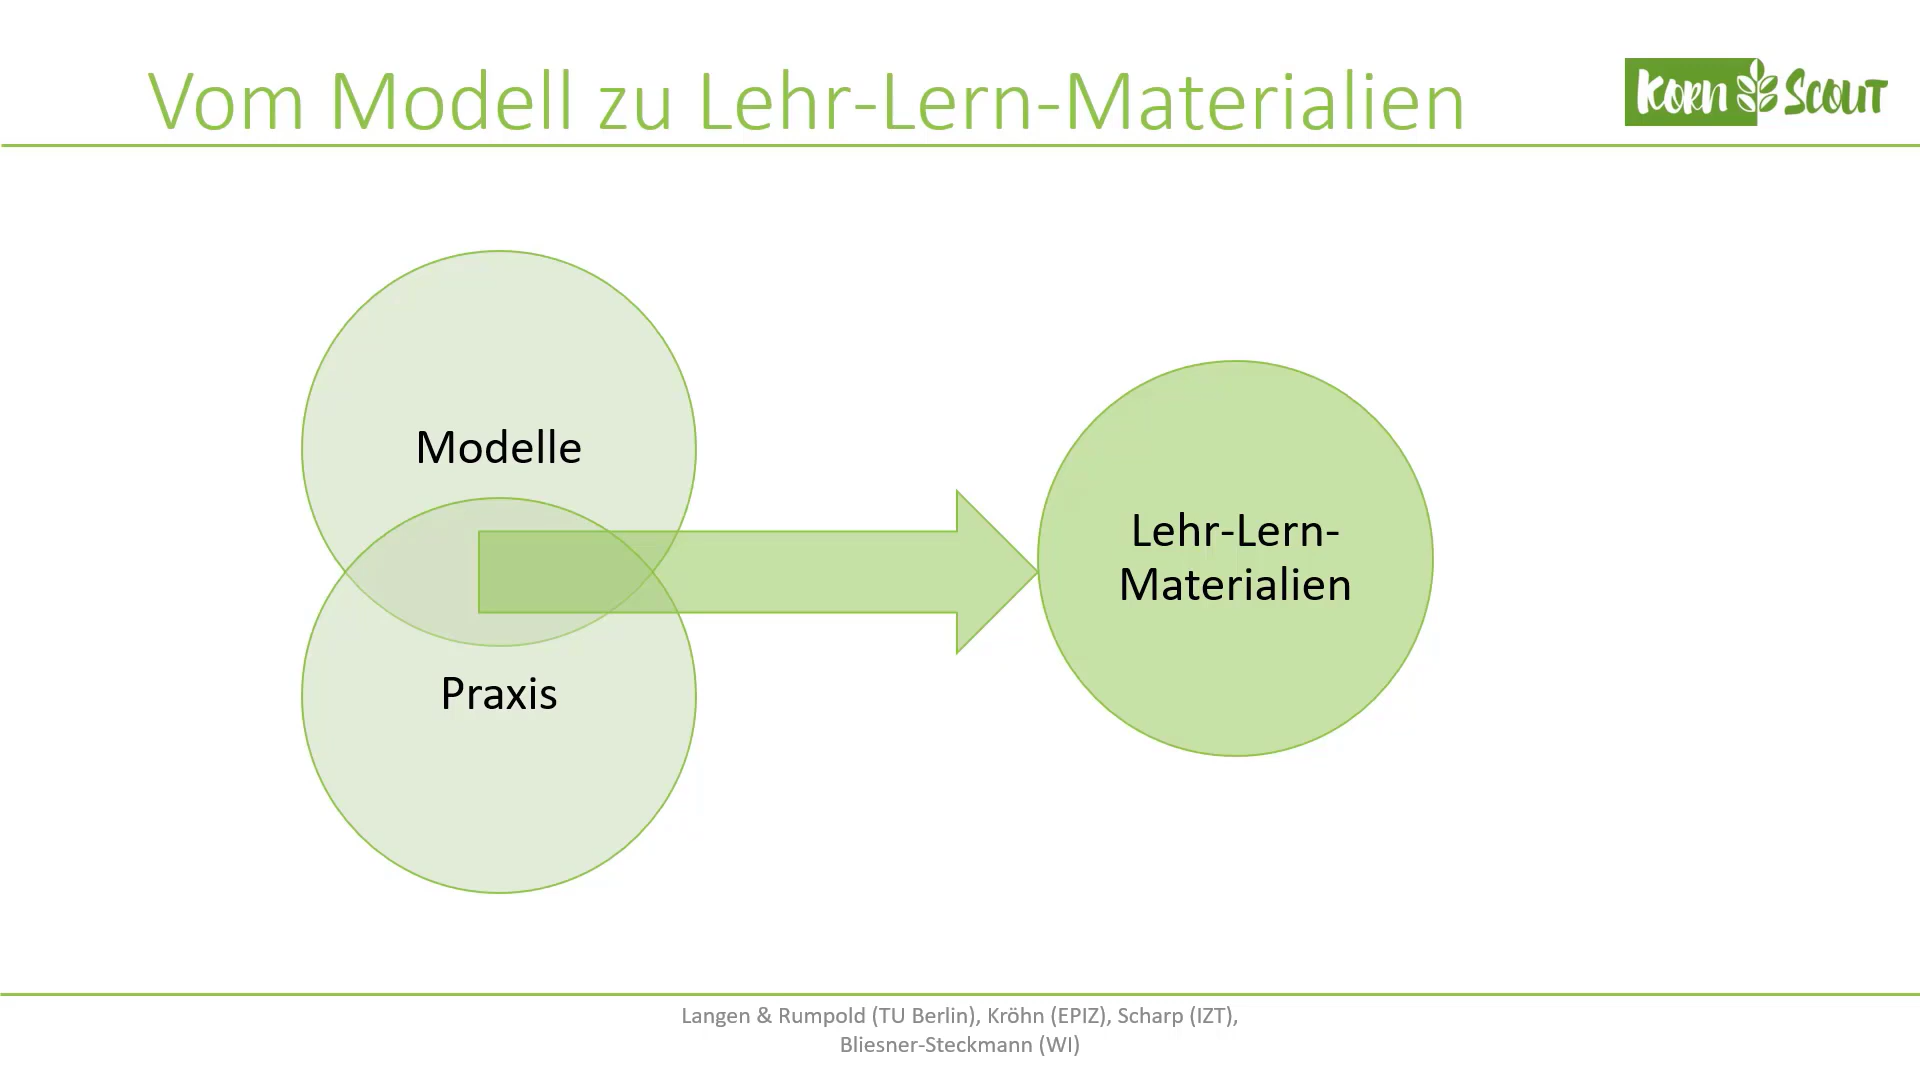 Vom Modell zu Lehr-Lern-Materialien
Korn Scout
Modelle
Praxis
Lehr-Lern-
Materialien
Langen & Rumpold (TU Berlin), Kröhn (EPIZ), Scharp (IZT),
Bliesner-Steckmann (WI)